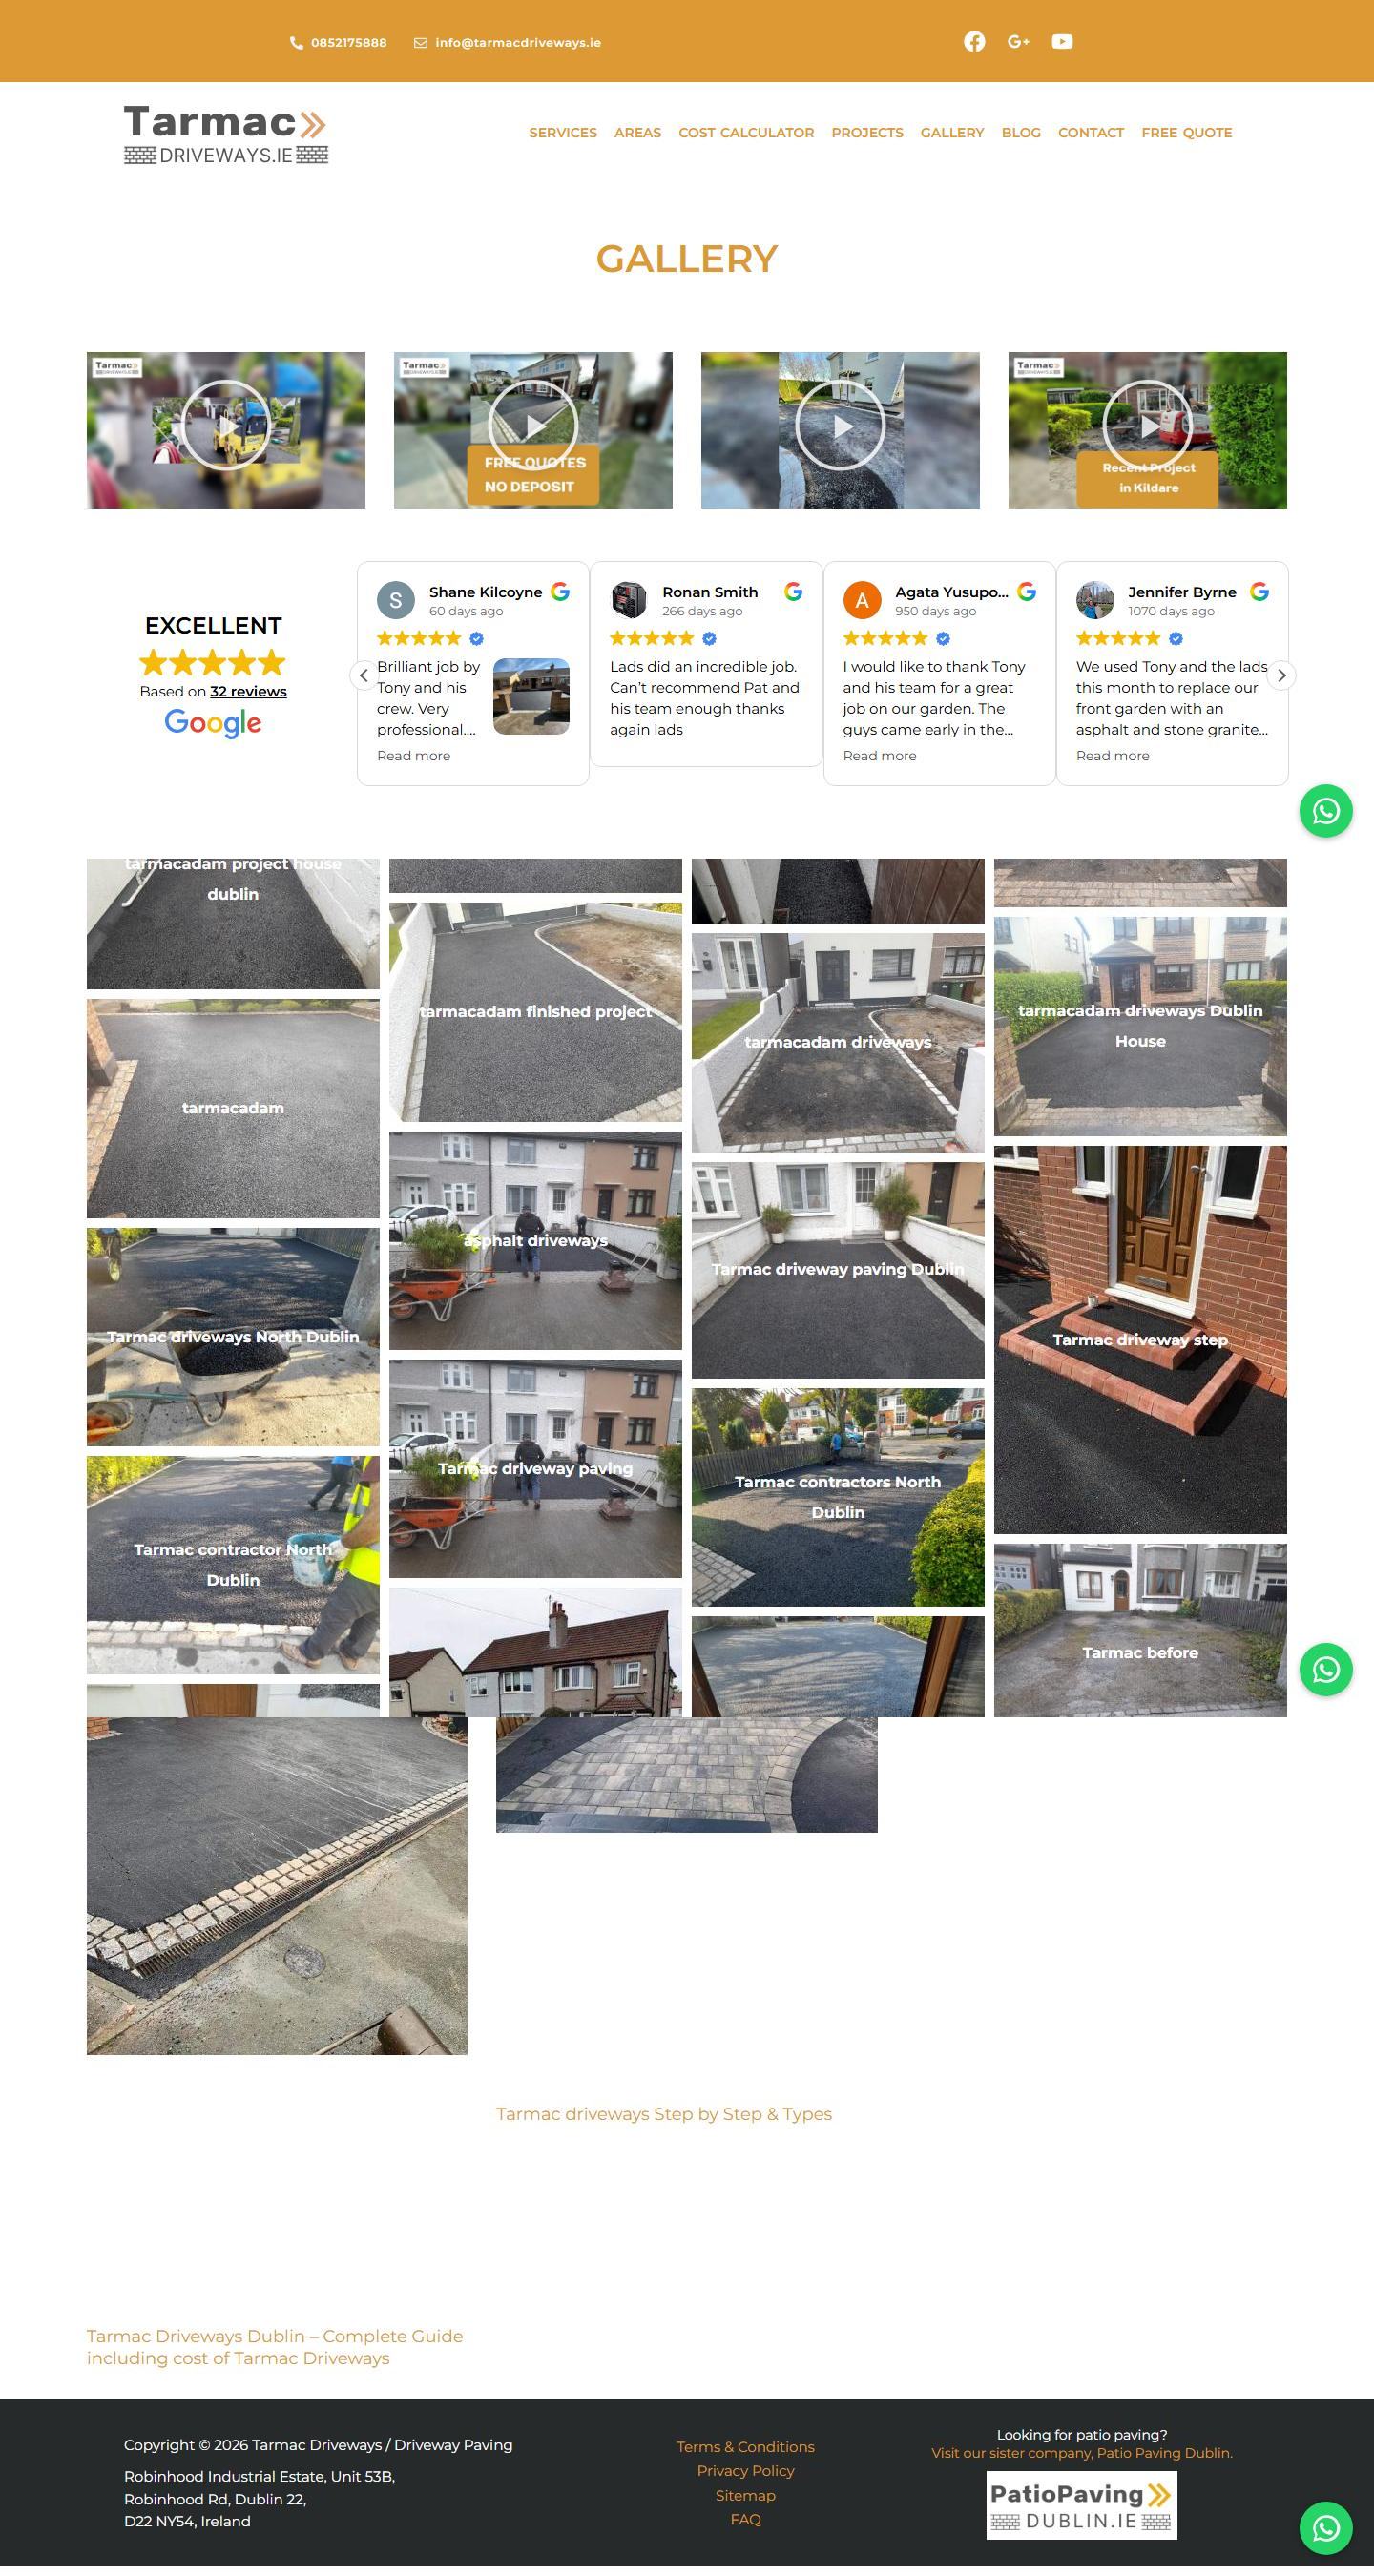 0852175888
info@tarmacdriveways.ie
Tarmac
DRIVEWAYS.IE
SERVICES AREAS COST CALCULATOR PROJECTS GALLERY BLOG CONTACT FREE QUOTE
GALLERY
Tarmac
Tarmac
FREE QUOTES
NO DEPOSIT
Tarmac
Recent Project
in Kildare
EXCELLENT
Based on 32 reviews
Google
S
Shane Kilcoyne
60 days ago
Brilliant job by
Tony and his
crew. Very
professional....
Read more
Ronan Smith
266 days ago
Lads did an incredible job.
Can't recommend Pat and
his team enough thanks
again lads
A
Agata Yusupo...
950 days ago
I would like to thank Tony
and his team for a great
job on our garden. The
guys came early in the...
Read more
Jennifer Byrne
1070 days ago
We used Tony and the lads
this month to replace our
front garden with an
asphalt and stone granite...
Read more
tarmacadam project house
dublin
tarmacadam finished project
tarmacadam driveways
tarmacadam driveways Dublin
House
tarmacadam
asphalt driveways
Tarmac driveway paving Dublin
Tarmac driveway step
Tarmac driveways North Dublin
Tarmac driveway paving
Tarmac contractors North
Dublin
Tarmac contractor North
Dublin
Tarmac before
Tarmac driveways Step by Step & Types
Tarmac Driveways Dublin – Complete Guide
including cost of Tarmac Driveways
Copyright © 2026 Tarmac Driveways / Driveway Paving
Robinhood Industrial Estate, Unit 53B,
Robinhood Rd, Dublin 22,
D22 NY54, Ireland
Terms & Conditions
Privacy Policy
Sitemap
FAQ
Looking for patio paving?
Visit our sister company, Patio Paving Dublin.
PatioPaving
DUBLIN.IE